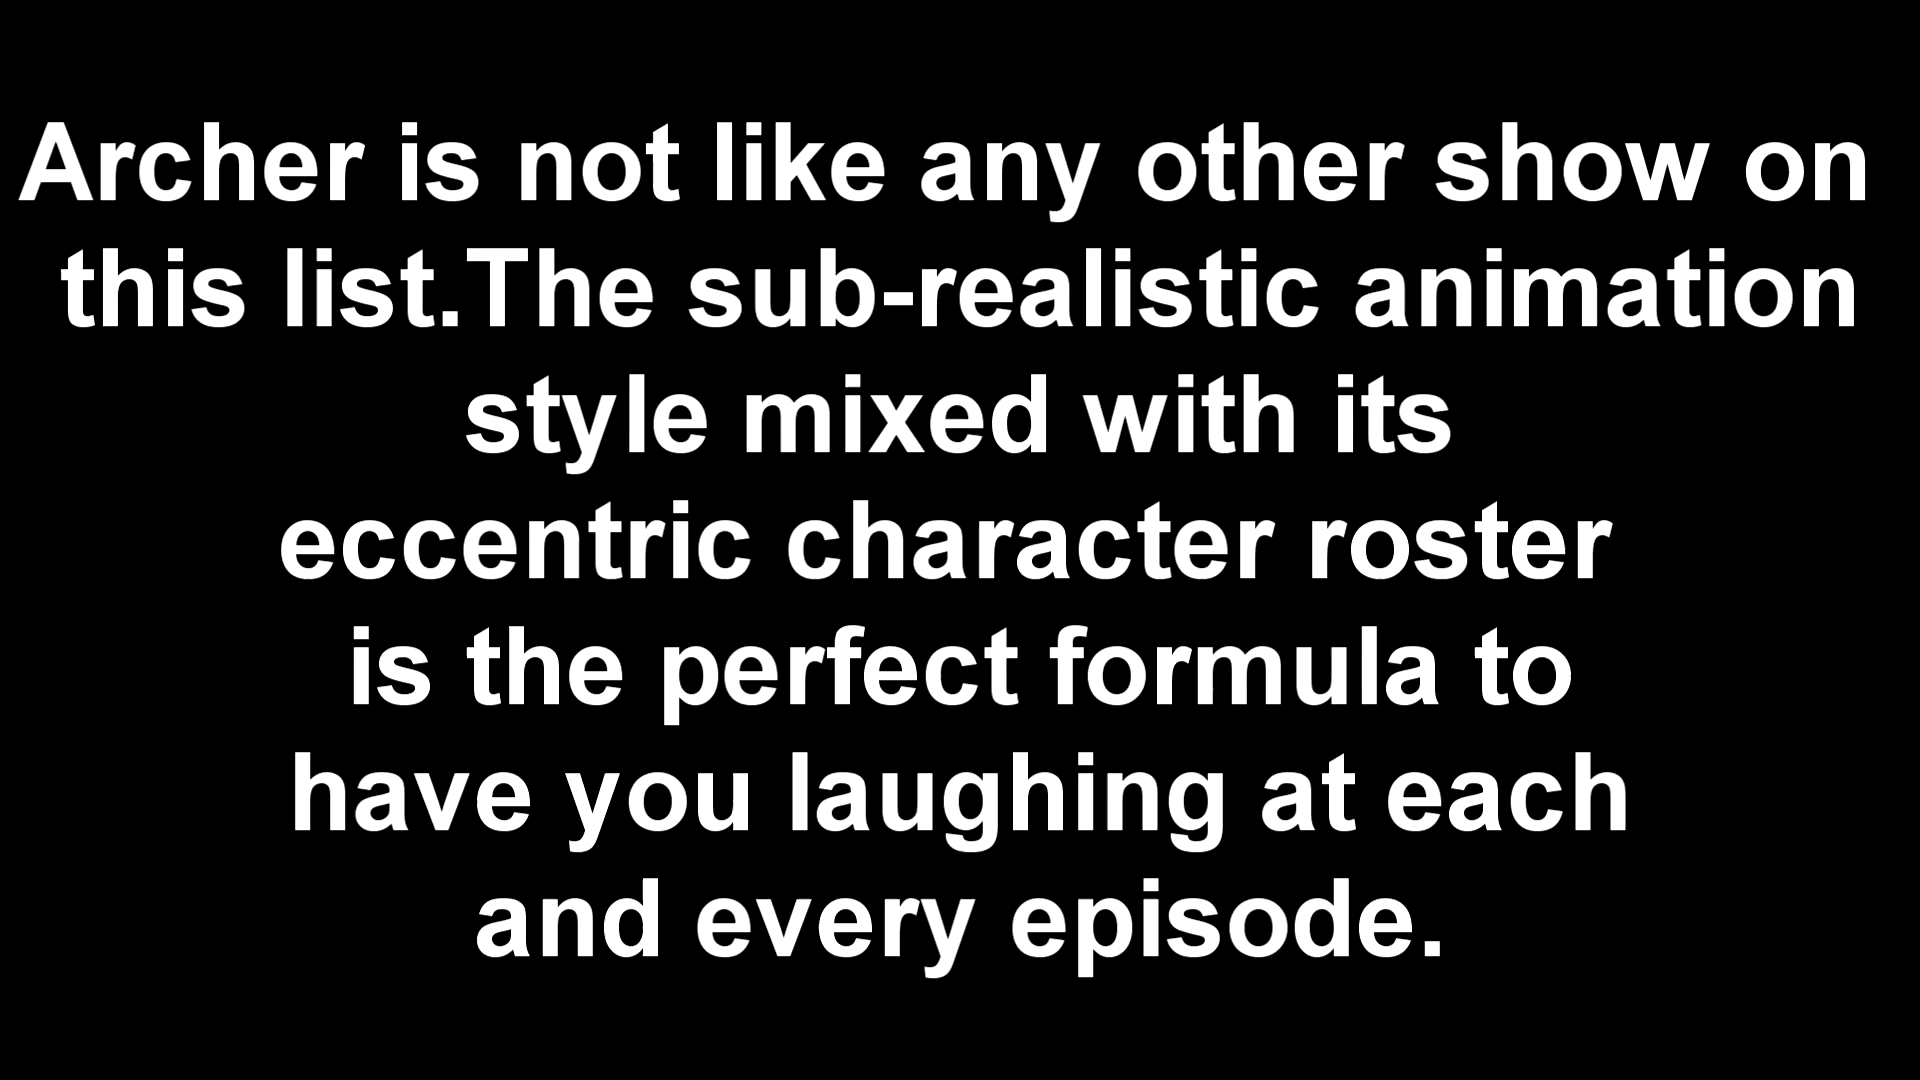 Archer is not like any other show on
this list.The sub-realistic animation
style mixed with its
eccentric character roster
is the perfect formula to
have you laughing at each
and every episode.